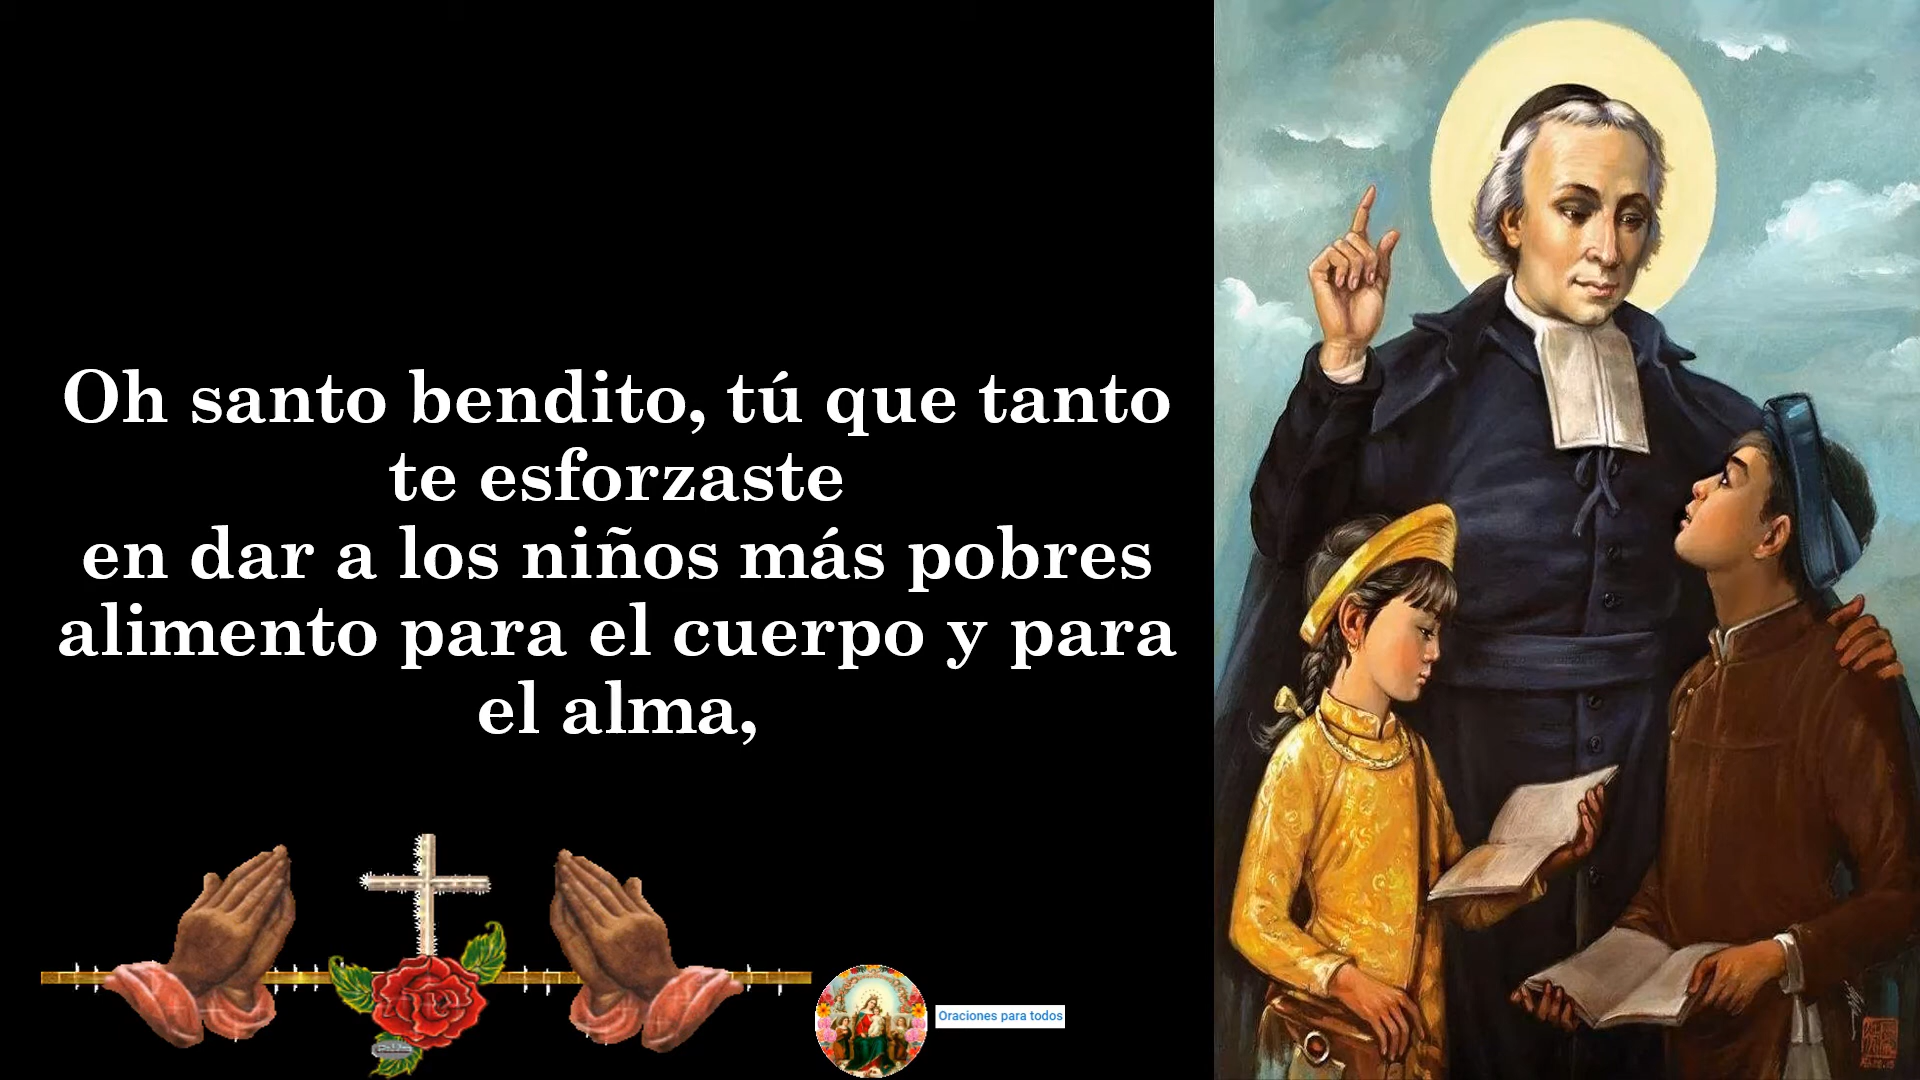 Oh santo bendito, tú que tanto
te esforzaste
en dar a los niños más pobres
alimento para el cuerpo y para
el alma,
Oraciones para todos